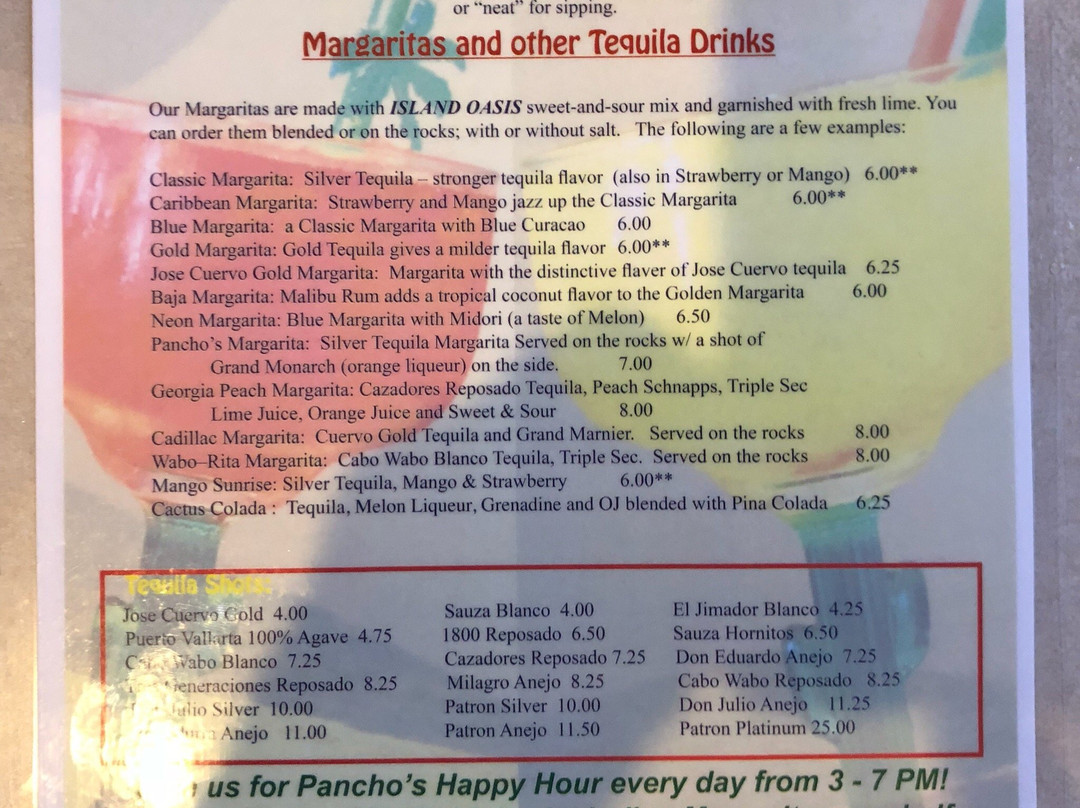 or “neat” for sipping.
Margaritas and other Tequila Drinks
Our Margaritas are made with ISLAND OASIS sweet-and-sour mix and garnished with fresh lime. You
can order them blended or on the rocks; with or without salt. The following are a few examples:
Classic Margarita: Silver Tequila – stronger tequila flavor (also in Strawberry or Mango) 6.00**
Caribbean Margarita: Strawberry and Mango jazz up the Classic Margarita 6.00**
Blue Margarita: a Classic Margarita with Blue Curacao 6.00
Gold Margarita: Gold Tequila gives a milder tequila flavor 6.00**
Jose Cuervo Gold Margarita: Margarita with the distinctive flaver of Jose Cuervo tequila 6.25
Baja Margarita: Malibu Rum adds a tropical coconut flavor to the Golden Margarita 6.00
Neon Margarita: Blue Margarita with Midori (a taste of Melon) 6.50
Pancho’s Margarita: Silver Tequila Margarita Served on the rocks w/ a shot of
Grand Monarch (orange liqueur) on the side. 7.00
Georgia Peach Margarita: Cazadores Reposado Tequila, Peach Schnapps, Triple Sec
Lime Juice, Orange Juice and Sweet & Sour 8.00
Cadillac Margarita: Cuervo Gold Tequila and Grand Marnier. Served on the rocks 8.00
Wabo–Rita Margarita: Cabo Wabo Blanco Tequila, Triple Sec. Served on the rocks 8.00
Mango Sunrise: Silver Tequila, Mango & Strawberry 6.00**
Cactus Colada : Tequila, Melon Liqueur, Grenadine and OJ blended with Pina Colada 6.25
Tequila Shots:
Jose Cuervo Gold 4.00 Sauza Blanco 4.00 El Jimador Blanco 4.25
Puerto Vallarta 100% Agave 4.75 1800 Reposado 6.50 Sauza Hornitos 6.50
Cabo Wabo Blanco 7.25 Cazadores Reposado 7.25 Don Eduardo Anejo 7.25
Generaciones Reposado 8.25 Milagro Anejo 8.25 Cabo Wabo Reposado 8.25
Julio Silver 10.00 Patron Silver 10.00 Don Julio Anejo 11.25
Anejo 11.00 Patron Anejo 11.50 Patron Platinum 25.00
us for Pancho’s Happy Hour every day from 3 - 7 PM!